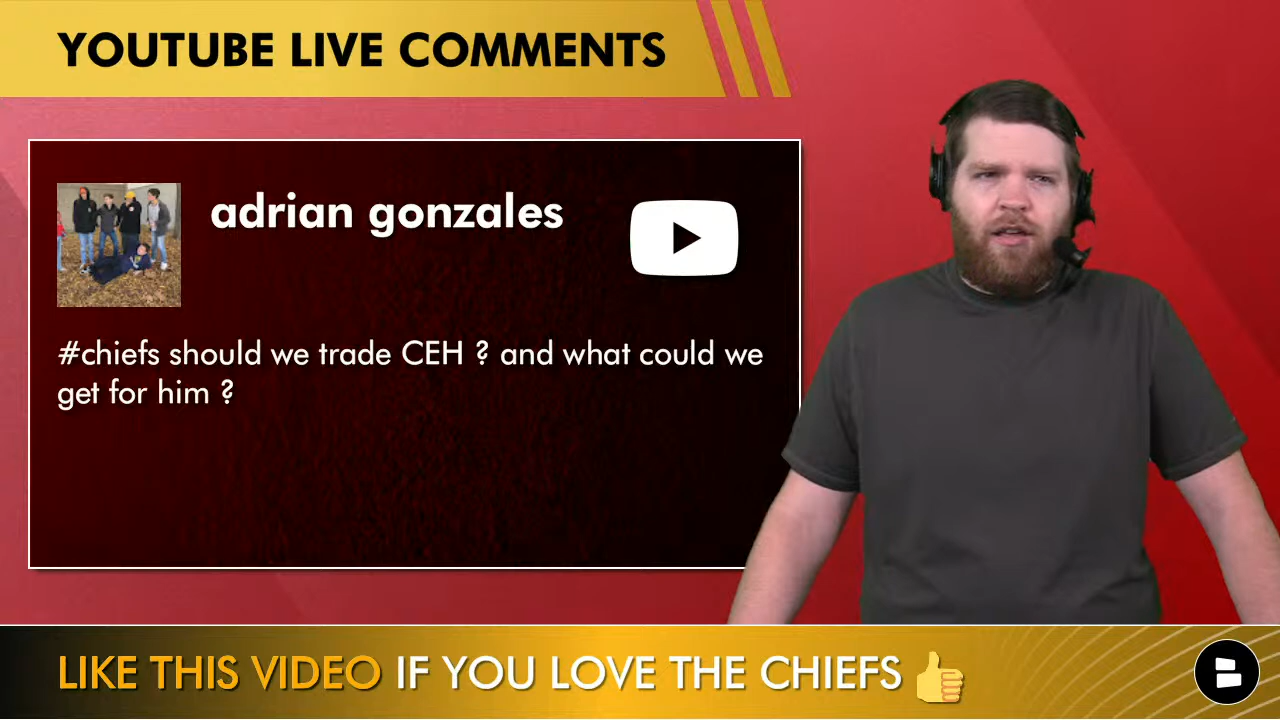 YOUTUBE LIVE COMMENTS
adrian gonzales
#chiefs should we trade CEH ? and what could we
get for him ?
LIKE THIS VIDEO IF YOU LOVE THE CHIEFS